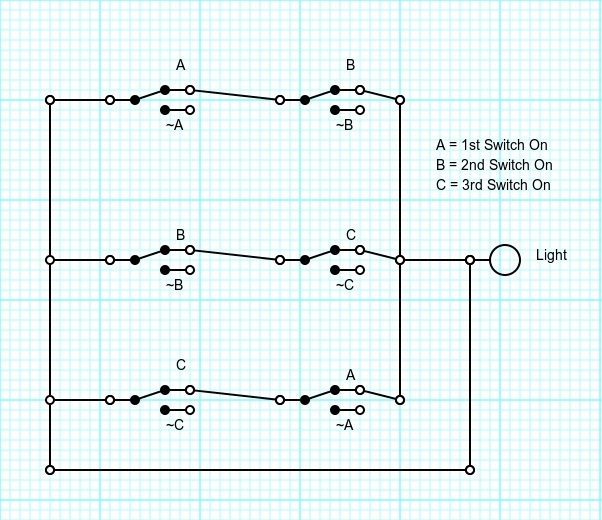 A
B
~A
~B
A = 1st Switch On
B = 2nd Switch On
C = 3rd Switch On
B
C
Light
~B
~C
C
A
~C
~A